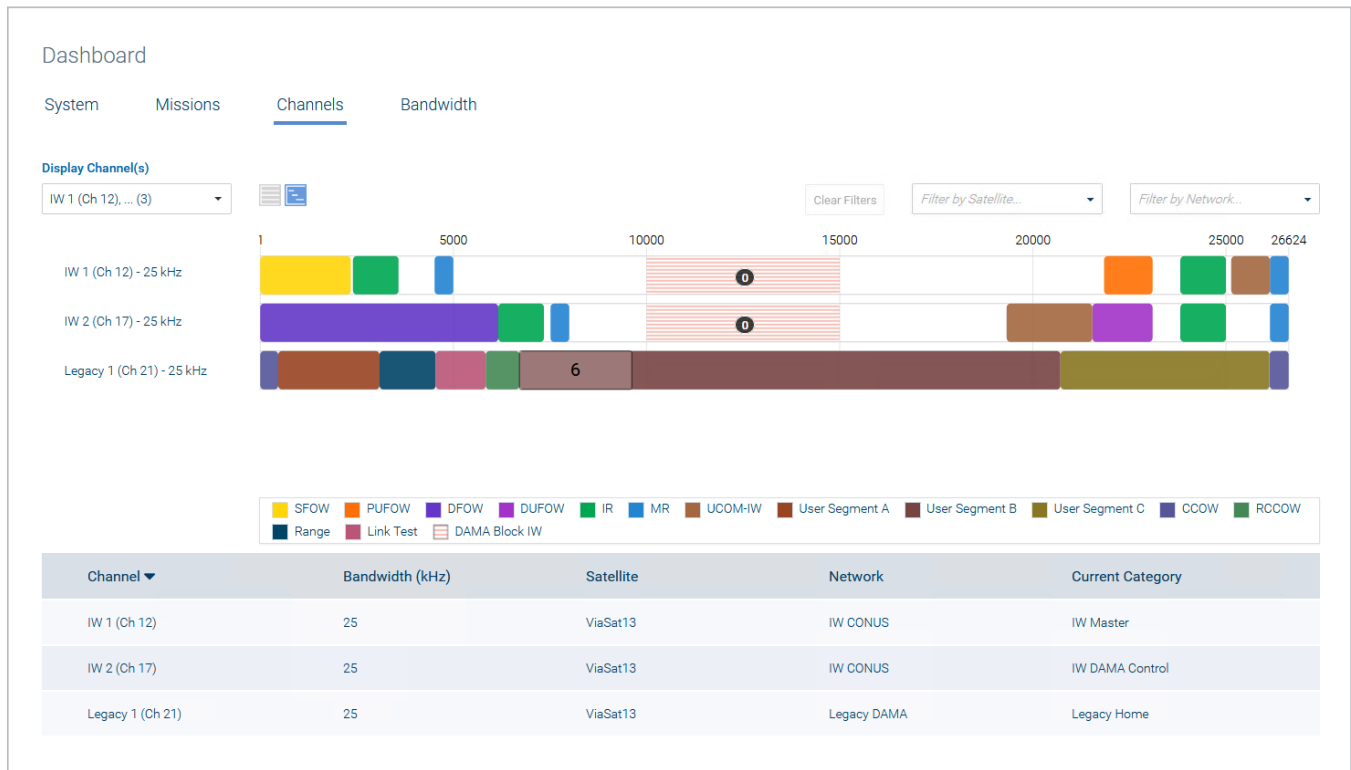 Dashboard
System Missions Channels Bandwidth
Display Channel(s)
IW 1 (Ch 12), ... (3) Clear Filters Filter by Satellite... Filter by Network...
1 5000 10000 15000 20000 25000 26624
IW 1 (Ch 12) - 25 kHz 0
IW 2 (Ch 17) - 25 kHz 0
Legacy 1 (Ch 21) - 25 kHz 6
SFOW PUFOW DFOW DUFOW IR MR UCOM-IW User Segment A User Segment B User Segment C CCOW RCCOW
Range Link Test DAMA Block IW
Channel Bandwidth (kHz) Satellite Network Current Category
IW 1 (Ch 12) 25 ViaSat13 IW CONUS IW Master
IW 2 (Ch 17) 25 ViaSat13 IW CONUS IW DAMA Control
Legacy 1 (Ch 21) 25 ViaSat13 Legacy DAMA Legacy Home